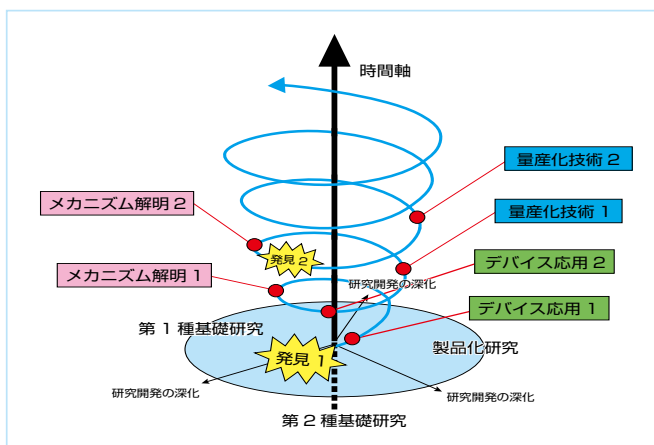 時間軸
量産化技術 2
メカニズム解明 2
量産化技術 1
発見 2
デバイス応用 2
メカニズム解明 1
研究開発の深化
デバイス応用 1
第 1 種基礎研究
製品化研究
発見 1
研究開発の深化
研究開発の深化
第 2 種基礎研究